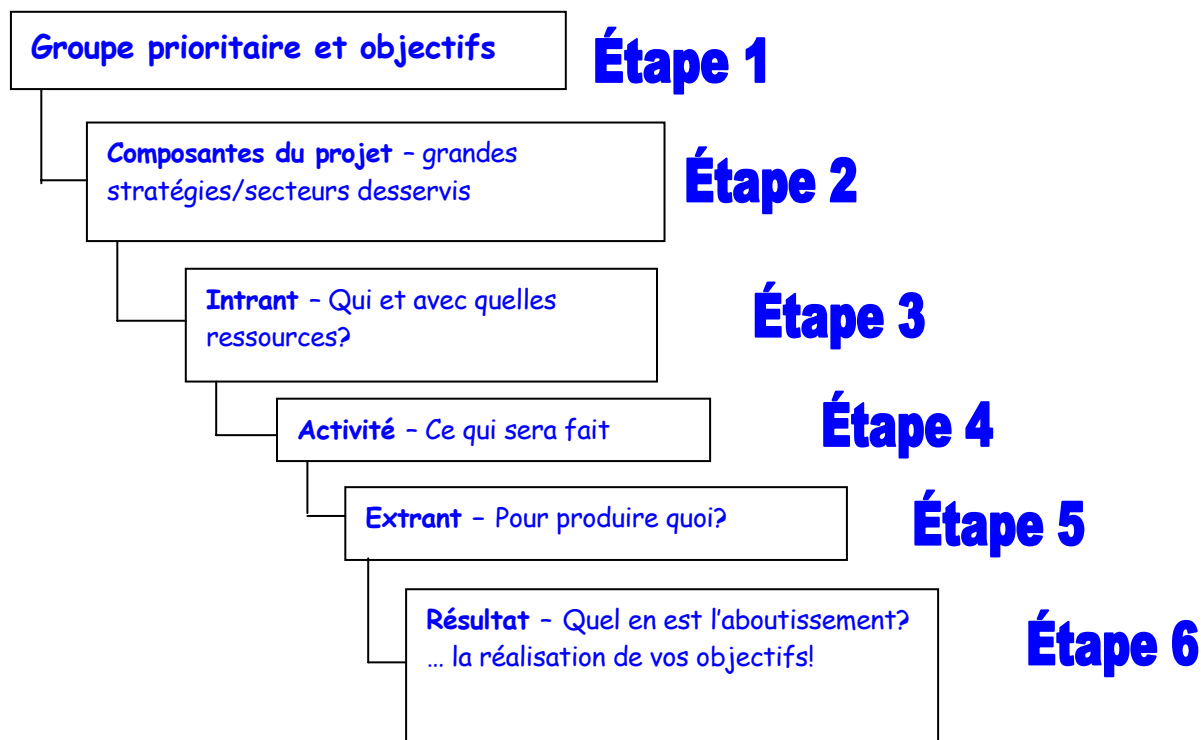 Groupe prioritaire et objectifs
Étape 1
Composantes du projet – grandes
stratégies/secteurs desservis
Étape 2
Intrant – Qui et avec quelles
ressources?
Étape 3
Activité – Ce qui sera fait
Étape 4
Extrant – Pour produire quoi?
Étape 5
Résultat – Quel en est l’aboutissement?
… la réalisation de vos objectifs!
Étape 6